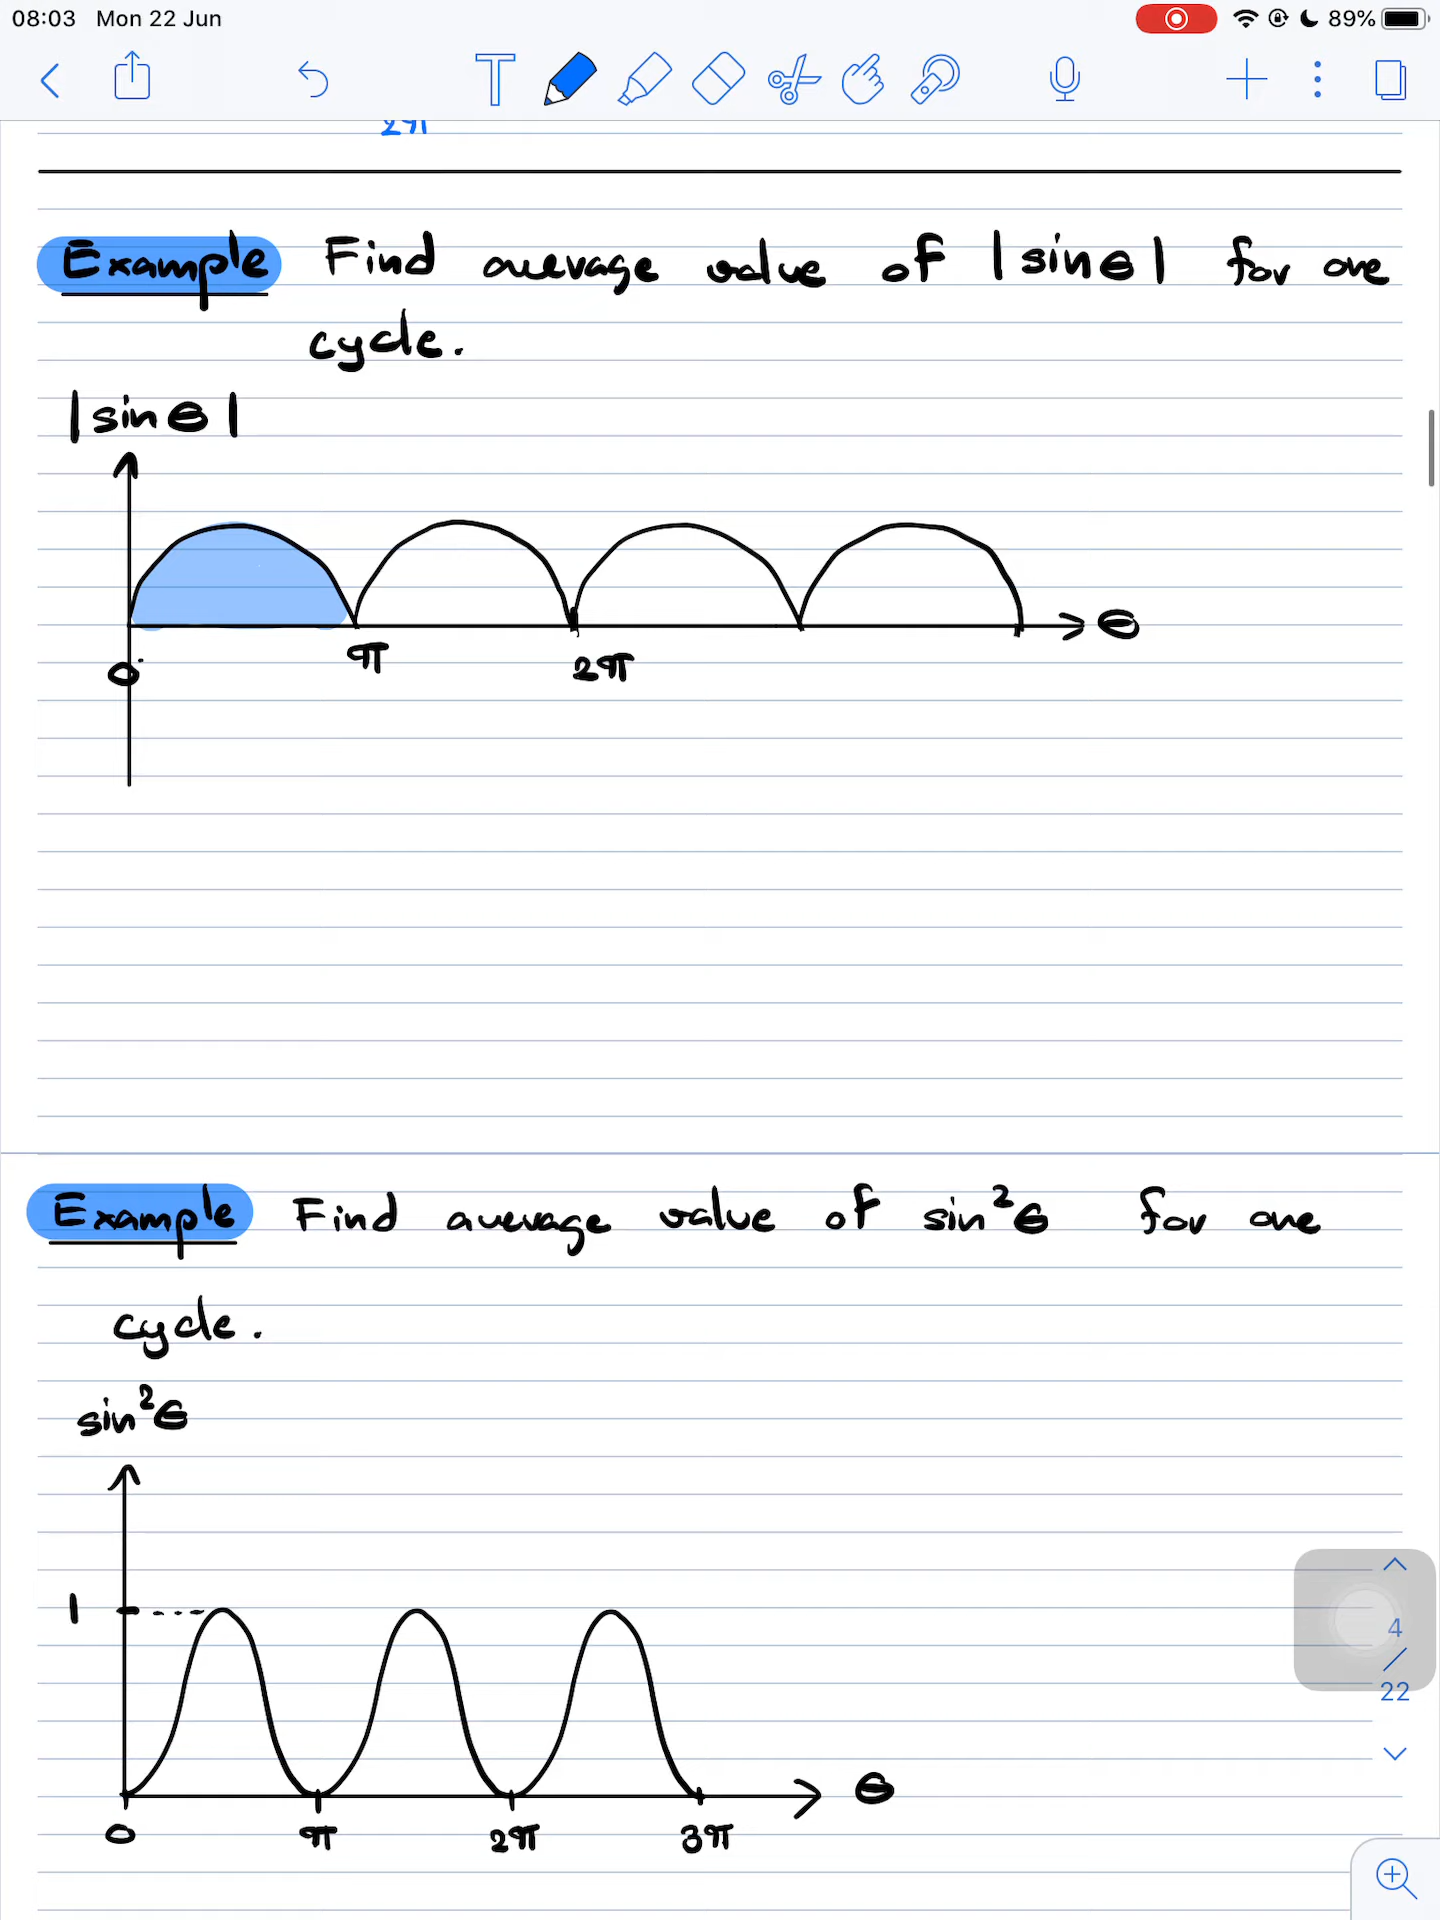 08:03 Mon 22 Jun 89%
2π
Example Find average value of |sinθ| for one
cycle.
|sinθ|
θ
0 π 2π
Example Find average value of sin²θ for one
cycle.
sin²θ
1
4
/
22
θ
0 π 2π 3π